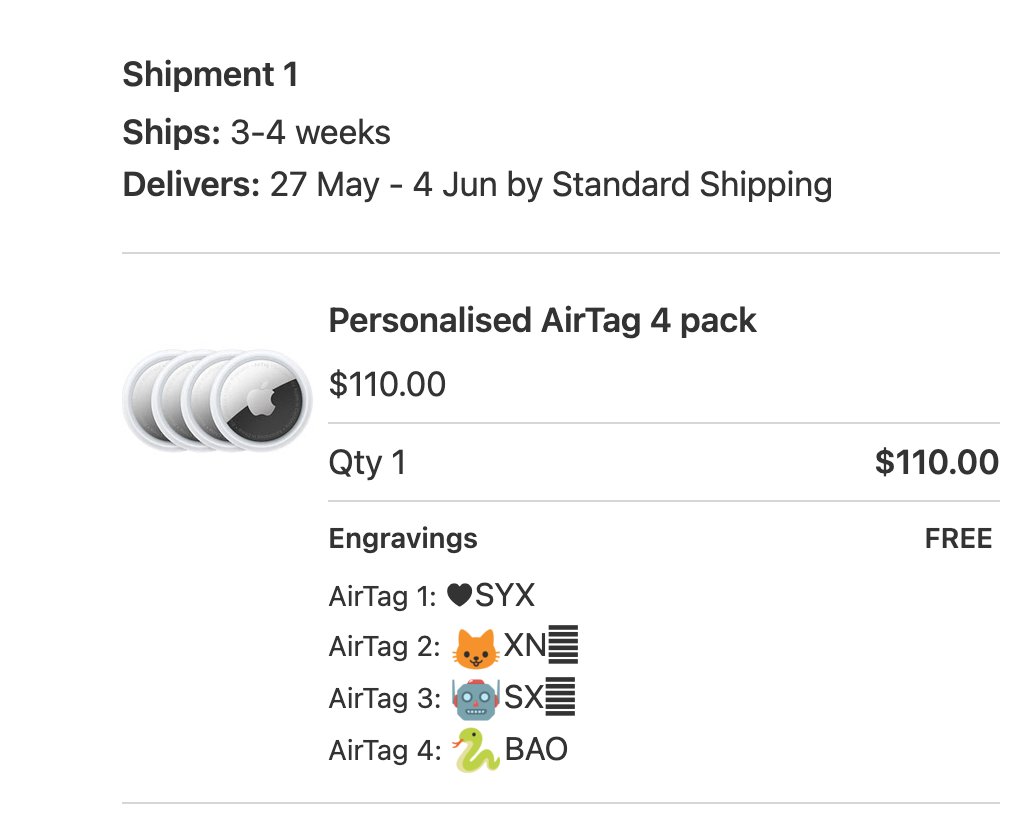 Shipment 1
Ships: 3-4 weeks
Delivers: 27 May - 4 Jun by Standard Shipping
Personalised AirTag 4 pack
$110.00
Qty 1 $110.00
Engravings FREE
AirTag 1: ♥SYX
AirTag 2: 🐱XN𝌆
AirTag 3: 🤖SX𝌆
AirTag 4: 🐍BAO